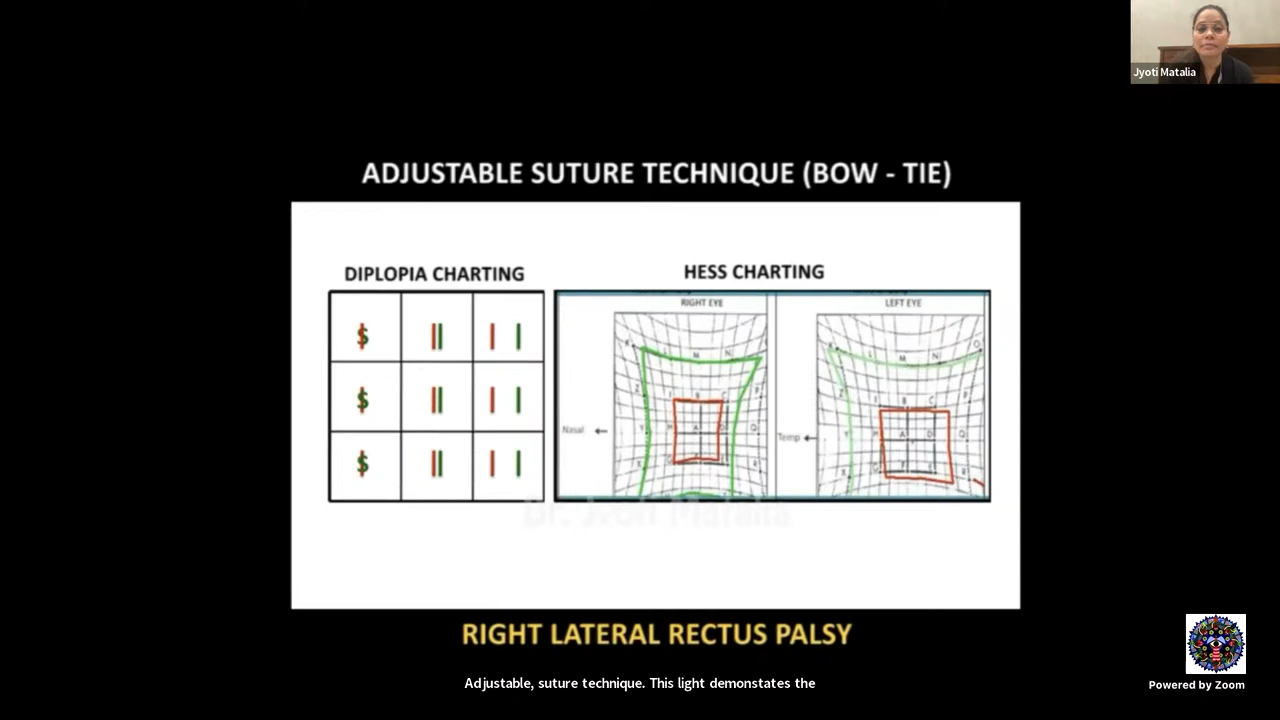 Jyoti Matalia
ADJUSTABLE SUTURE TECHNIQUE (BOW - TIE)
DIPLOPIA CHARTING
HESS CHARTING
RIGHT EYE
LEFT EYE
Nasal
Temp
Dr. Jyoti Matalia
RIGHT LATERAL RECTUS PALSY
Adjustable, suture technique. This light demonstates the
Powered by Zoom